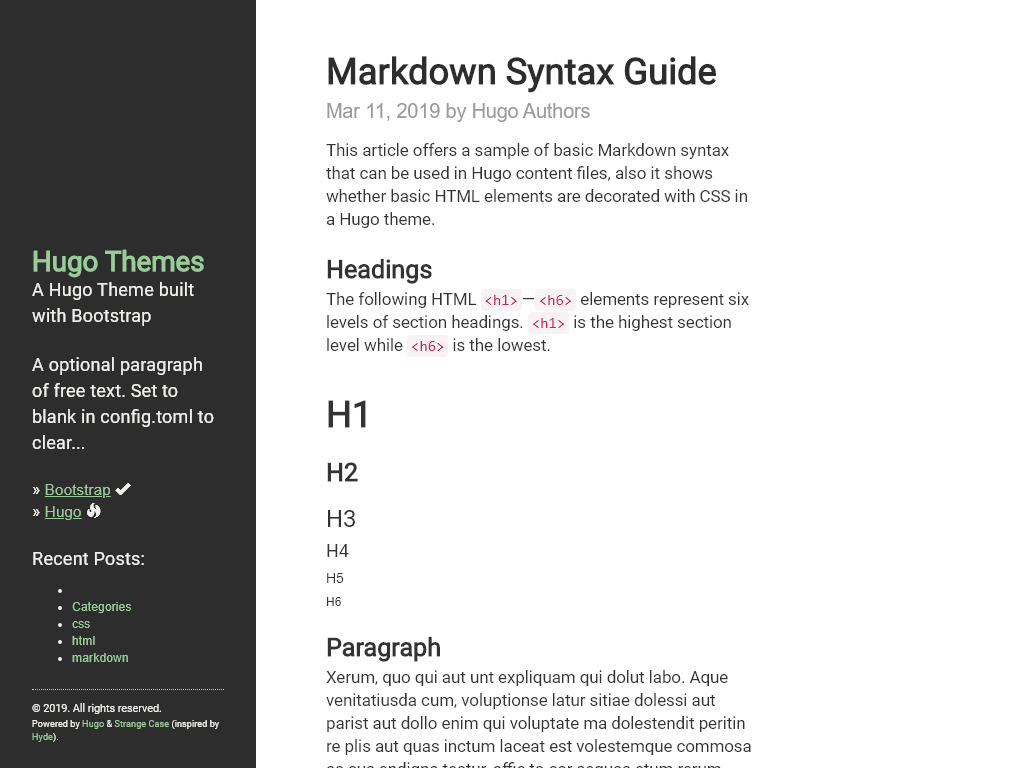 Hugo Themes
A Hugo Theme built
with Bootstrap
A optional paragraph
of free text. Set to
blank in config.toml to
clear...
» Bootstrap
» Hugo
Recent Posts:
Categories
css
html
markdown
© 2019. All rights reserved.
Powered by Hugo & Strange Case (inspired by
Hyde).
Markdown Syntax Guide
Mar 11, 2019 by Hugo Authors
This article offers a sample of basic Markdown syntax
that can be used in Hugo content files, also it shows
whether basic HTML elements are decorated with CSS in
a Hugo theme.
Headings
The following HTML <h1>—<h6> elements represent six
levels of section headings. <h1> is the highest section
level while <h6> is the lowest.
H1
H2
H3
H4
H5
H6
Paragraph
Xerum, quo qui aut unt expliquam qui dolut labo. Aque
venitatiusda cum, voluptionse latur sitiae dolessi aut
parist aut dollo enim qui voluptate ma dolestendit peritin
re plis aut quas inctum laceat est volestemque commosa